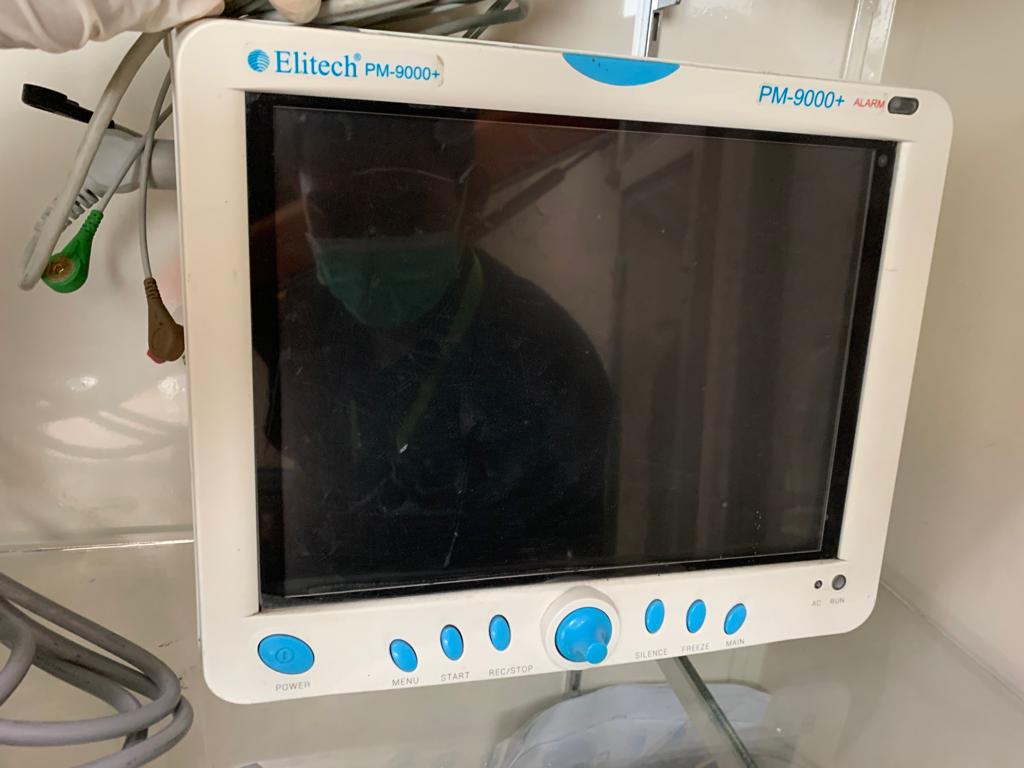 Elitech® PM-9000+
PM-9000+ ALARM
AC RUN
POWER MENU START REC/STOP SILENCE FREEZE MAIN